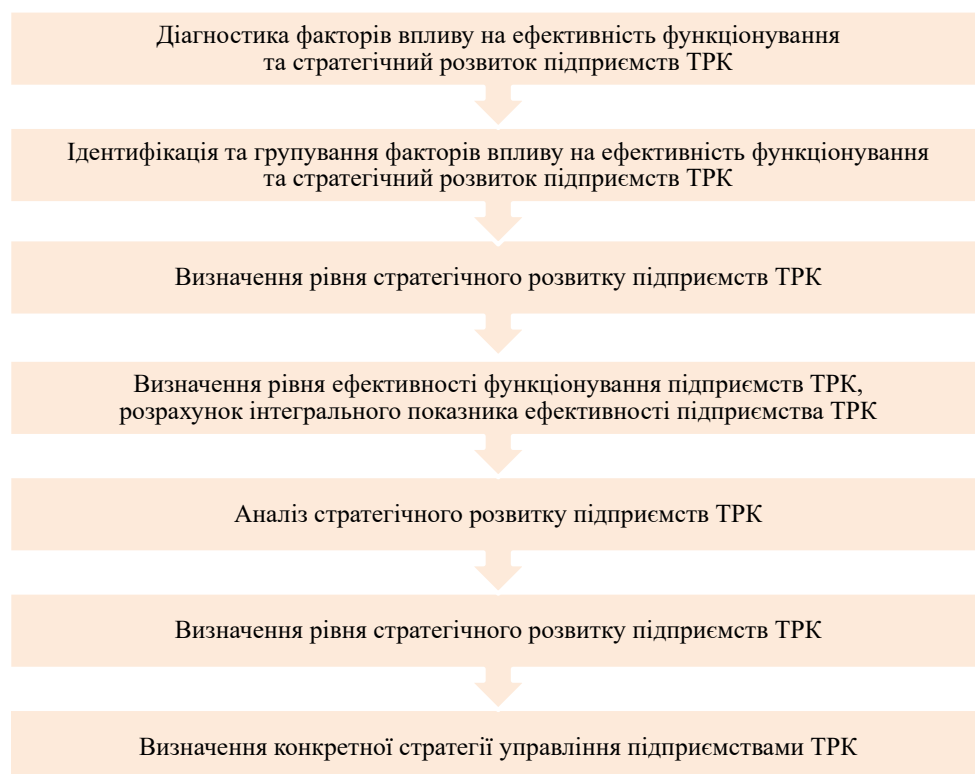 Діагностика факторів впливу на ефективність функціонування
та стратегічний розвиток підприємств ТРК
Ідентифікація та групування факторів впливу на ефективність функціонування
та стратегічний розвиток підприємств ТРК
Визначення рівня стратегічного розвитку підприємств ТРК
Визначення рівня ефективності функціонування підприємств ТРК,
розрахунок інтегрального показника ефективності підприємства ТРК
Аналіз стратегічного розвитку підприємств ТРК
Визначення рівня стратегічного розвитку підприємств ТРК
Визначення конкретної стратегії управління підприємствами ТРК